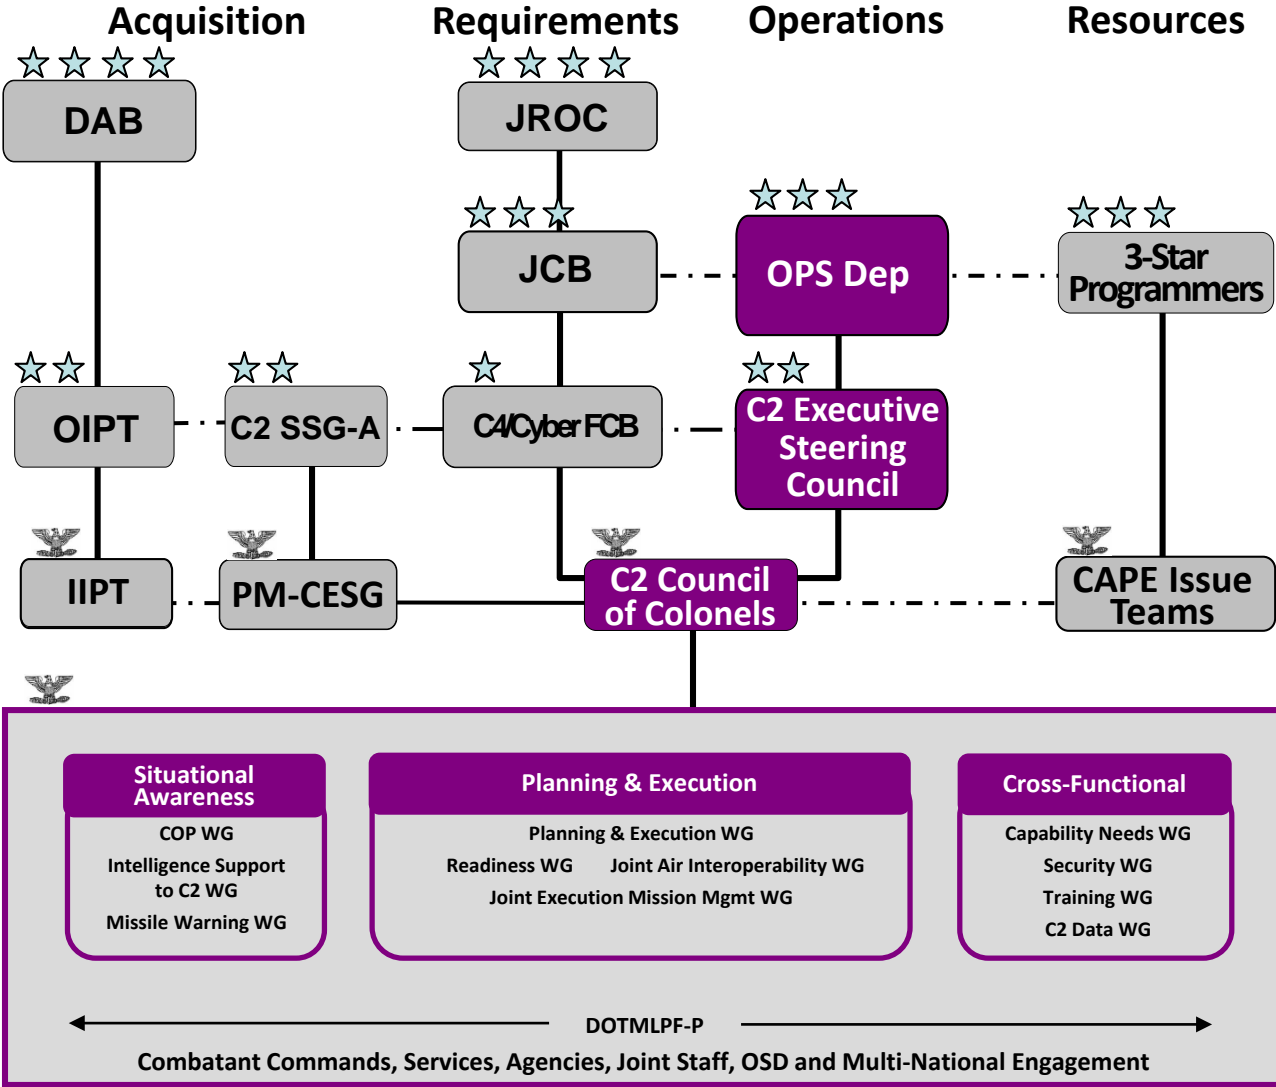 Acquisition
Requirements
Operations
Resources
DAB
JROC
JCB
OPS Dep
3-Star
Programmers
OIPT
C2 SSG-A
C4/Cyber FCB
C2 Executive
Steering
Council
IIPT
PM-CESG
C2 Council
of Colonels
CAPE Issue
Teams
Situational
Awareness
COP WG
Intelligence Support
to C2 WG
Missile Warning WG
Planning & Execution
Planning & Execution WG
Readiness WG Joint Air Interoperability WG
Joint Execution Mission Mgmt WG
Cross-Functional
Capability Needs WG
Security WG
Training WG
C2 Data WG
DOTMLPF-P
Combatant Commands, Services, Agencies, Joint Staff, OSD and Multi-National Engagement